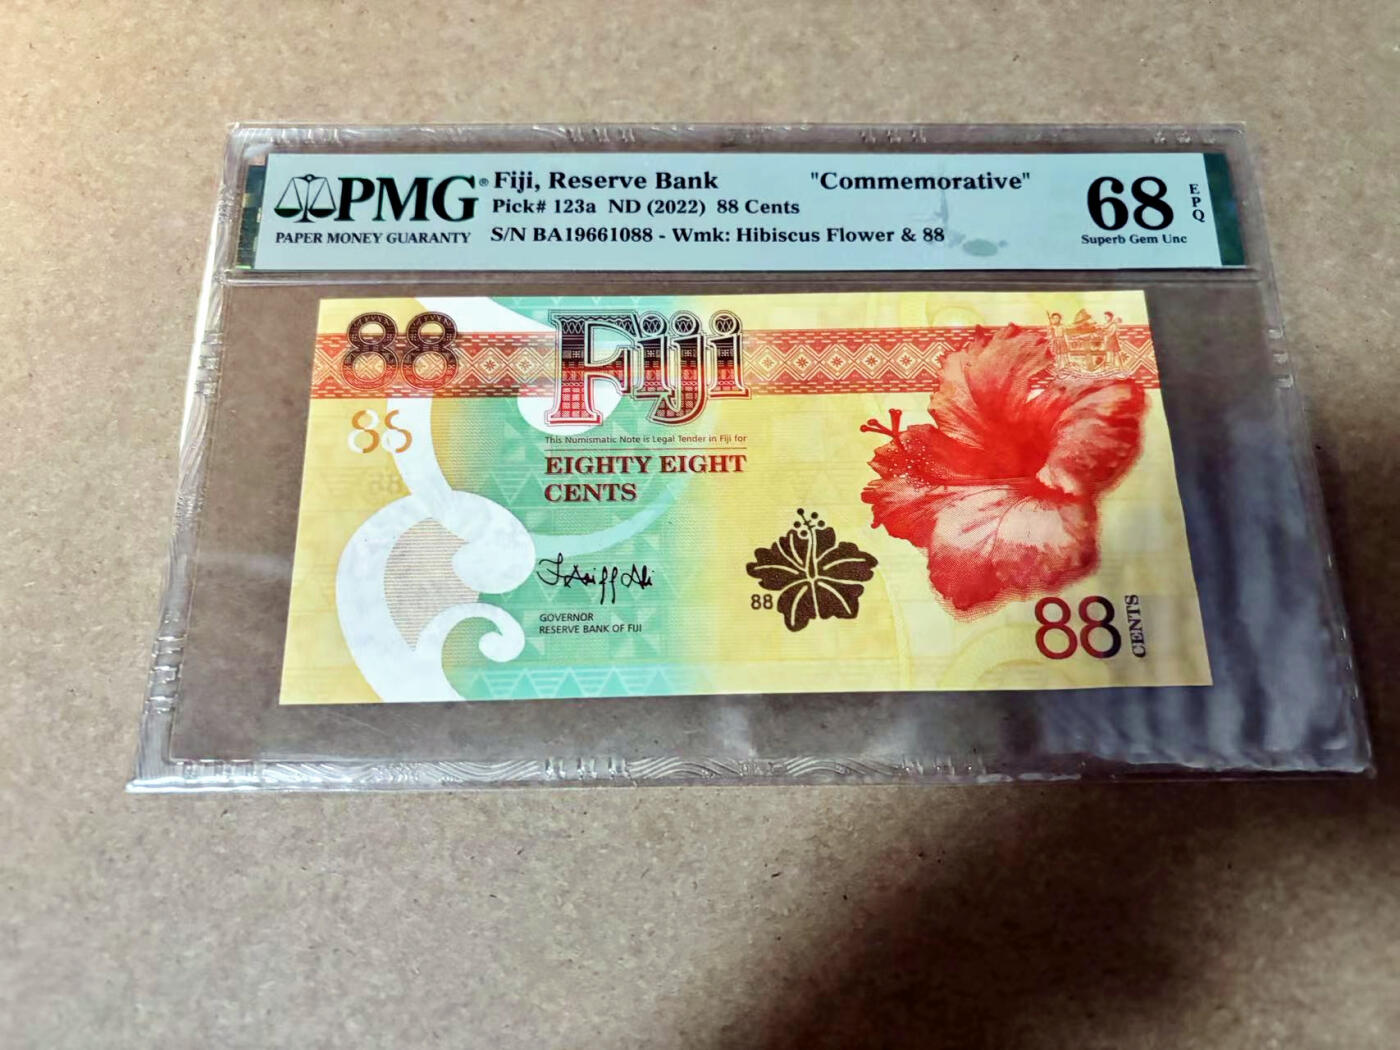 PMG®
PAPER MONEY GUARANTY
Fiji, Reserve Bank "Commemorative"
Pick# 123a ND (2022) 88 Cents
S/N BA19661088 - Wmk: Hibiscus Flower & 88
68
EPQ
Superb Gem Unc
88
Fiji
88
This Numismatic Note is Legal Tender in Fiji for
EIGHTY EIGHT
CENTS
GOVERNOR
RESERVE BANK OF FIJI
88
88
CENTS